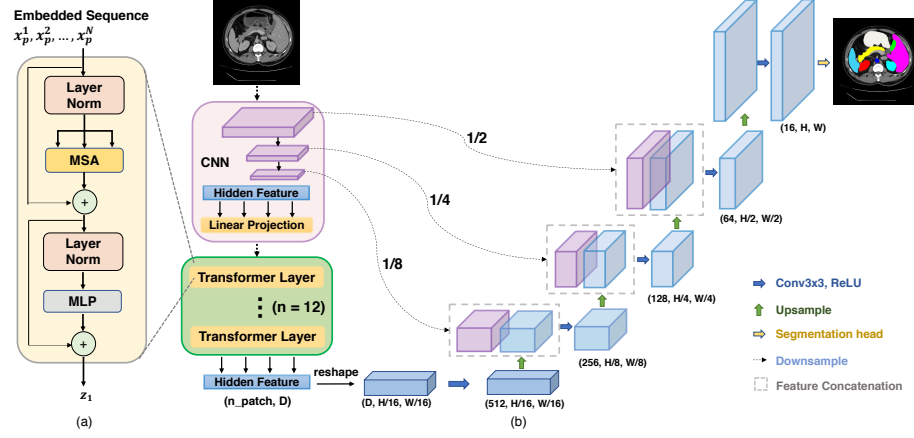 Embedded Sequence
x_p^1, x_p^2, ..., x_p^N
Layer
Norm
MSA
+
Layer
Norm
MLP
+
z_1
(a)
CNN
Hidden Feature
Linear Projection
Transformer Layer
(n = 12)
Transformer Layer
Hidden Feature
(n_patch, D)
reshape
(D, H/16, W/16)
(512, H/16, W/16)
(b)
1/2
1/4
1/8
(256, H/8, W/8)
(128, H/4, W/4)
(64, H/2, W/2)
(16, H, W)
Conv3x3, ReLU
Upsample
Segmentation head
Downsample
Feature Concatenation